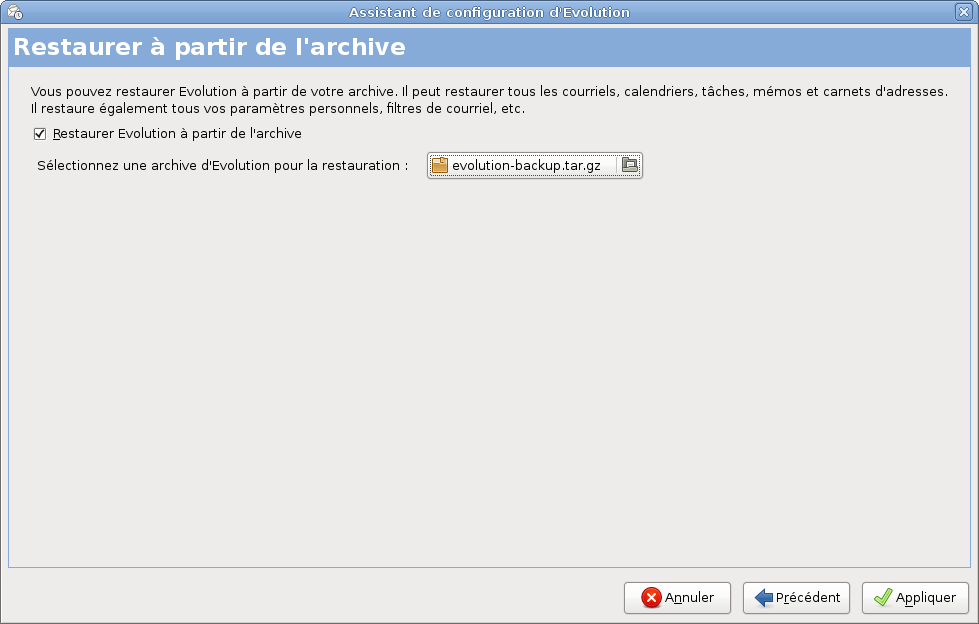 Assistant de configuration d'Evolution
Restaurer à partir de l'archive
Vous pouvez restaurer Evolution à partir de votre archive. Il peut restaurer tous les courriels, calendriers, tâches, mémos et carnets d'adresses.
Il restaure également tous vos paramètres personnels, filtres de courriel, etc.
Restaurer Evolution à partir de l'archive
Sélectionnez une archive d'Evolution pour la restauration : evolution-backup.tar.gz
Annuler Précédent Appliquer